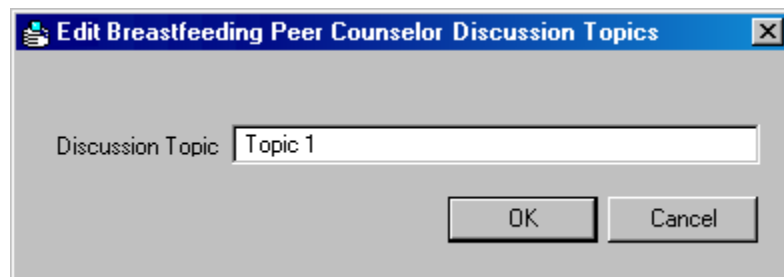 Edit Breastfeeding Peer Counselor Discussion Topics
Discussion Topic Topic 1
OK Cancel